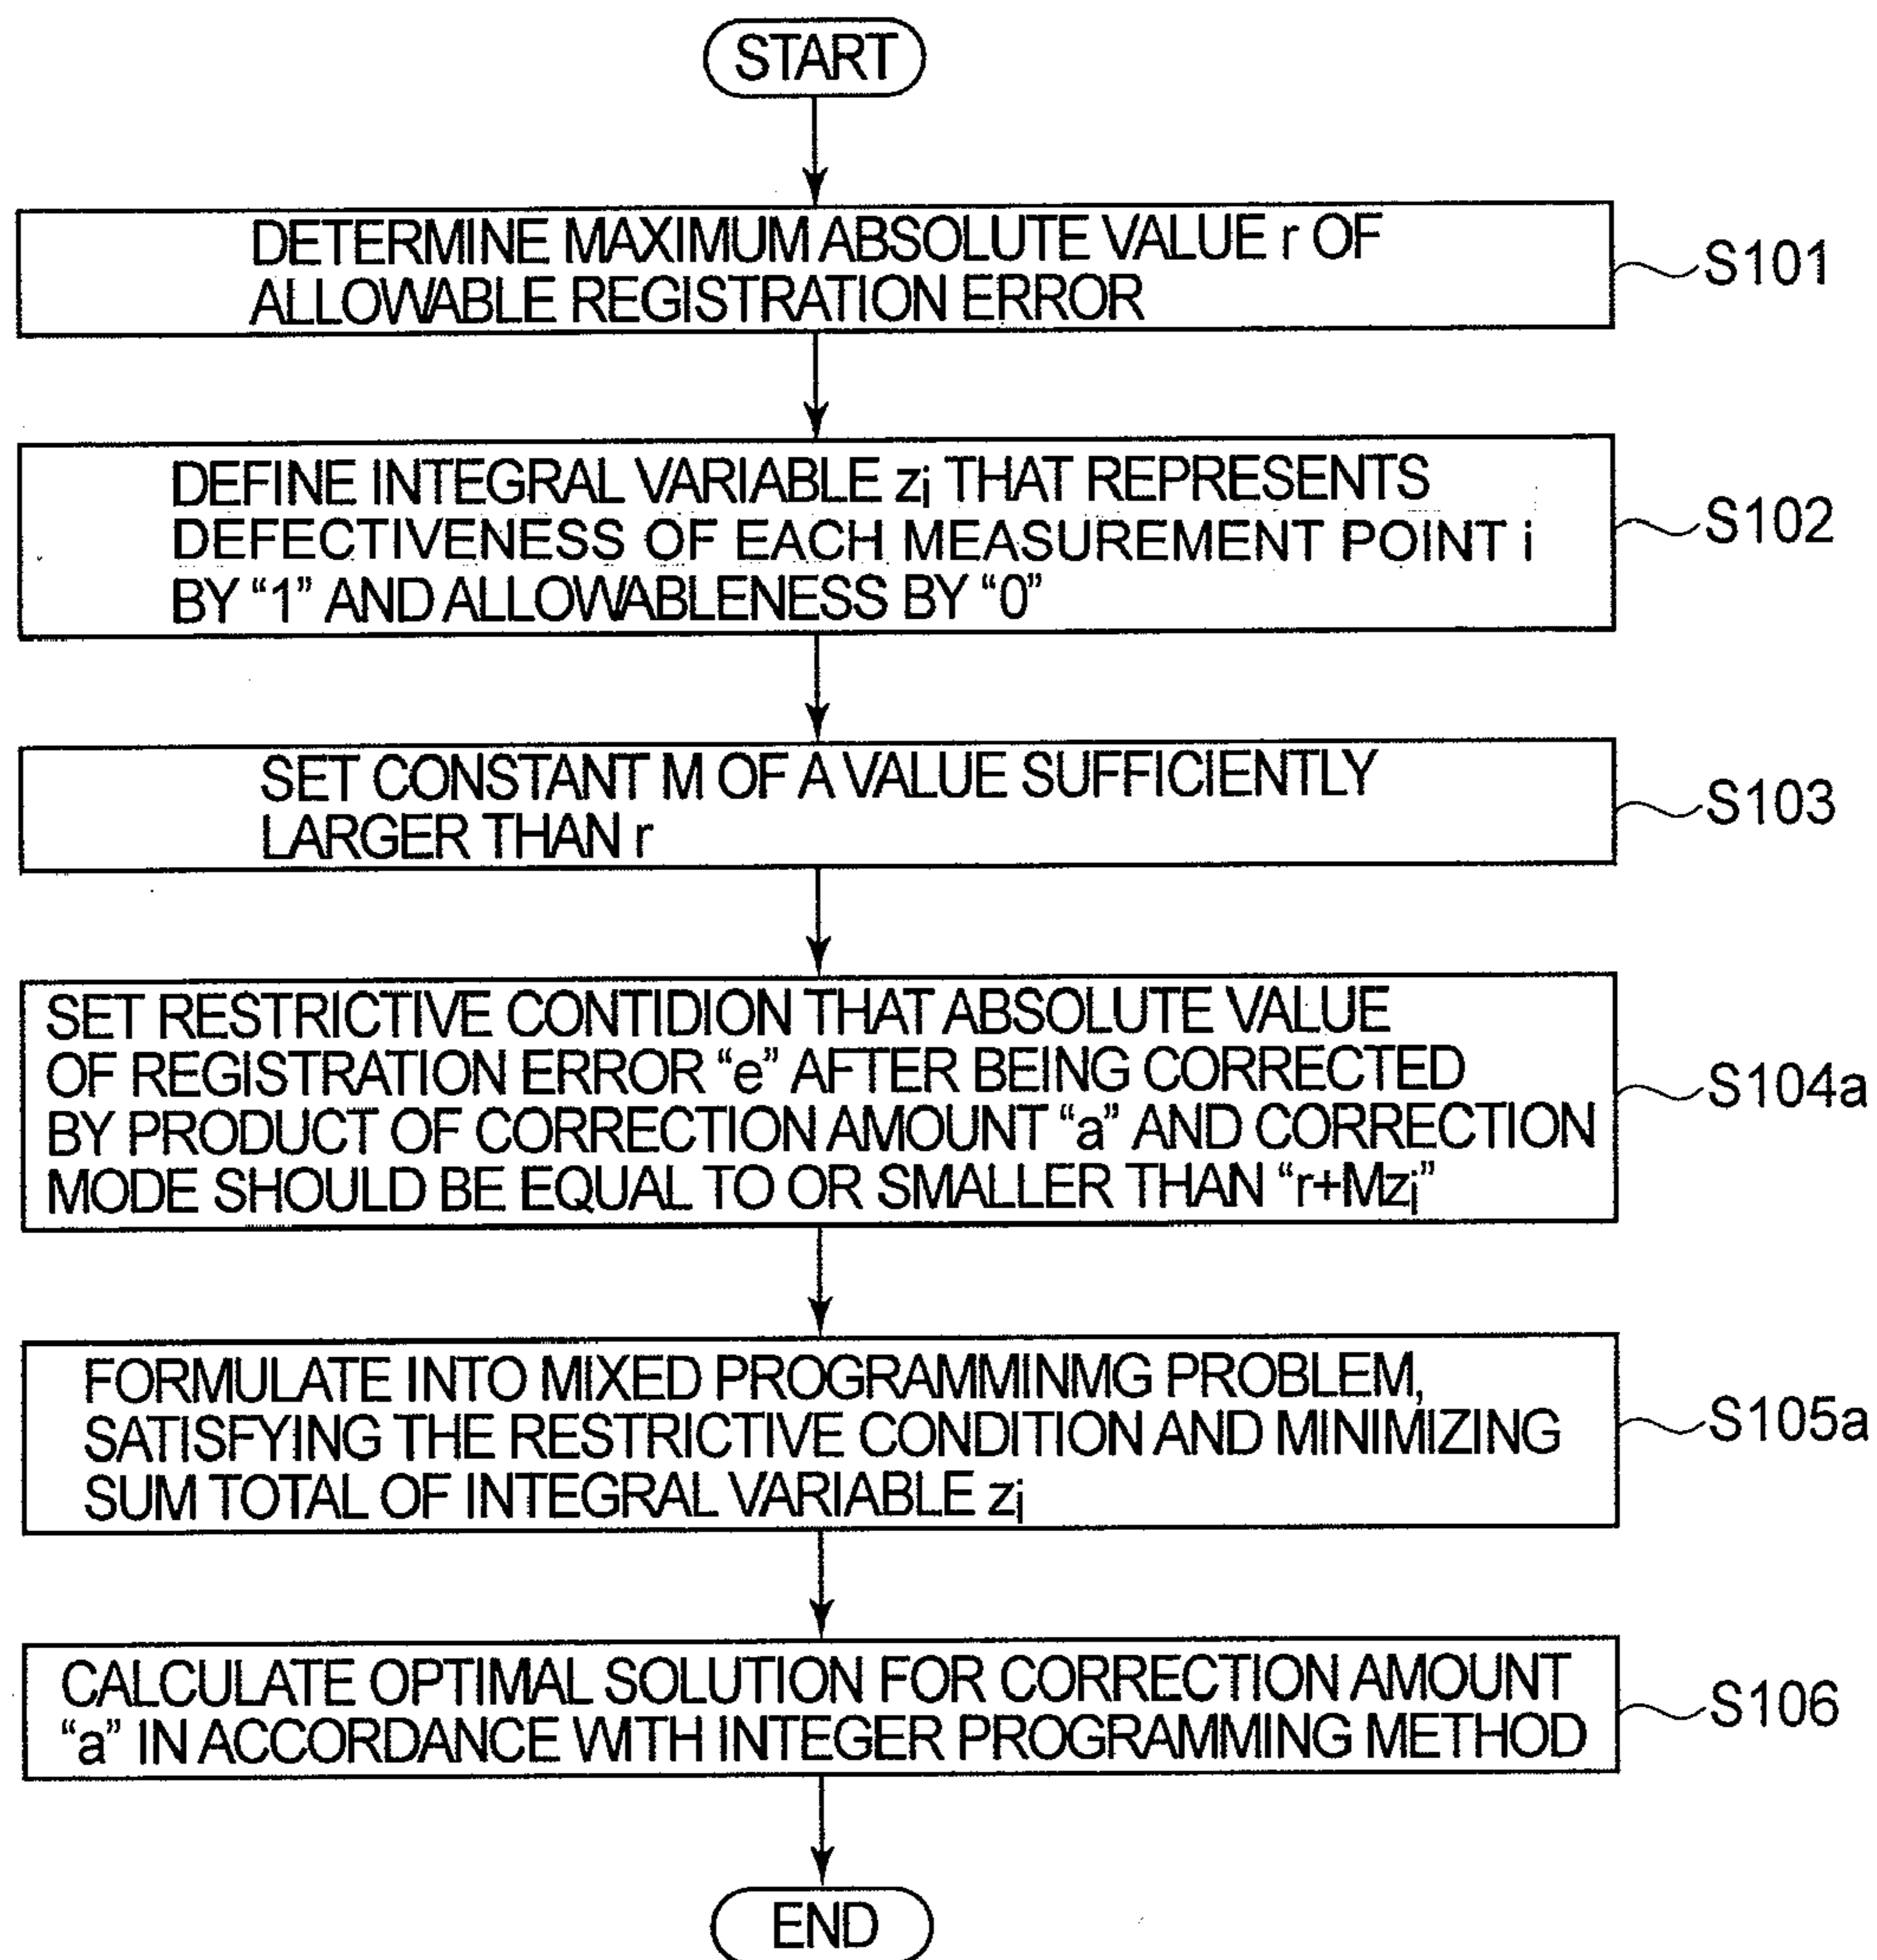 START
DETERMINE MAXIMUM ABSOLUTE VALUE r OF
ALLOWABLE REGISTRATION ERROR
S101
DEFINE INTEGRAL VARIABLE zi THAT REPRESENTS
DEFECTIVENESS OF EACH MEASUREMENT POINT i
BY “1” AND ALLOWABLENESS BY “0”
S102
SET CONSTANT M OF A VALUE SUFFICIENTLY
LARGER THAN r
S103
SET RESTRICTIVE CONTIDION THAT ABSOLUTE VALUE
OF REGISTRATION ERROR “e” AFTER BEING CORRECTED
BY PRODUCT OF CORRECTION AMOUNT “a” AND CORRECTION
MODE SHOULD BE EQUAL TO OR SMALLER THAN “r+Mzi”
S104a
FORMULATE INTO MIXED PROGRAMMINMG PROBLEM,
SATISFYING THE RESTRICTIVE CONDITION AND MINIMIZING
SUM TOTAL OF INTEGRAL VARIABLE zi
S105a
CALCULATE OPTIMAL SOLUTION FOR CORRECTION AMOUNT
“a” IN ACCORDANCE WITH INTEGER PROGRAMMING METHOD
S106
END